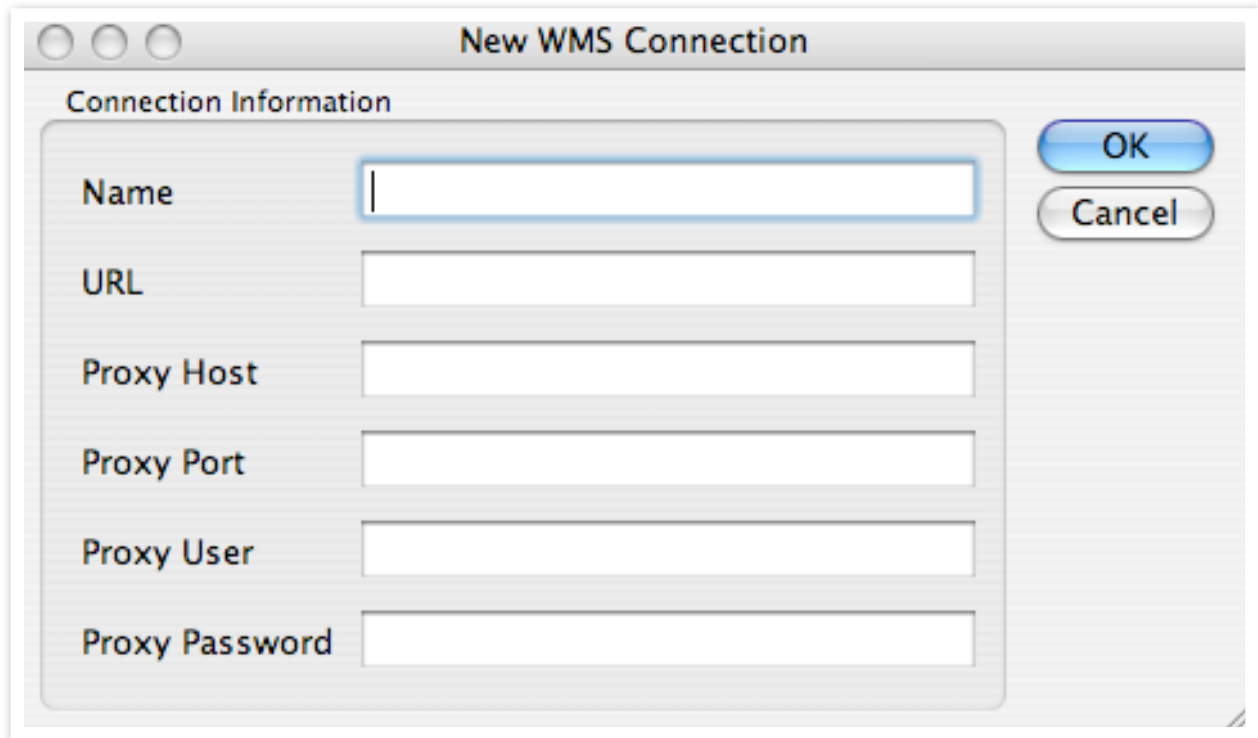 New WMS Connection
Connection Information
Name
OK
Cancel
URL
Proxy Host
Proxy Port
Proxy User
Proxy Password